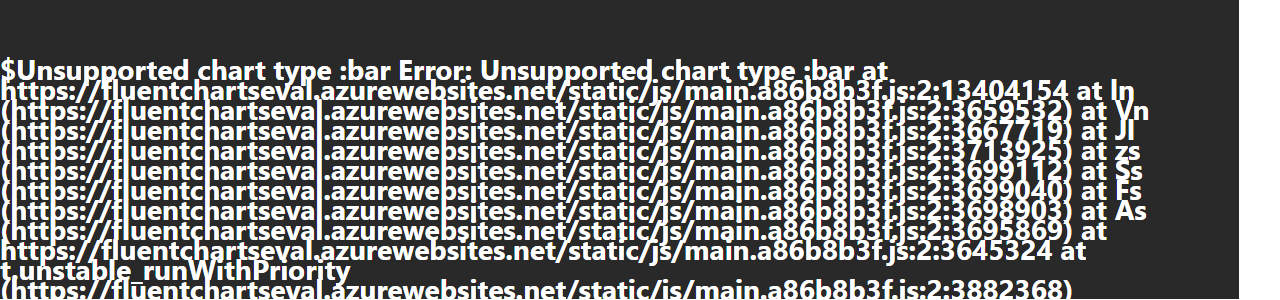 $Unsupported chart type :bar Error: Unsupported chart type :bar at
https://fluentchartseval.azurewebsites.net/static/js/main.a86b8b3f.js:2:13404154 at ln
(https://fluentchartseval.azurewebsites.net/static/js/main.a86b8b3f.js:2:3659532) at Vn
(https://fluentchartseval.azurewebsites.net/static/js/main.a86b8b3f.js:2:3667719) at Jl
(https://fluentchartseval.azurewebsites.net/static/js/main.a86b8b3f.js:2:3713925) at zs
(https://fluentchartseval.azurewebsites.net/static/js/main.a86b8b3f.js:2:3699112) at Ss
(https://fluentchartseval.azurewebsites.net/static/js/main.a86b8b3f.js:2:3699040) at Fs
(https://fluentchartseval.azurewebsites.net/static/js/main.a86b8b3f.js:2:3698903) at As
(https://fluentchartseval.azurewebsites.net/static/js/main.a86b8b3f.js:2:3695869) at
https://fluentchartseval.azurewebsites.net/static/js/main.a86b8b3f.js:2:3645324 at
t.unstable_runWithPriority
(https://fluentchartseval.azurewebsites.net/static/js/main.a86b8b3f.js:2:3882368)